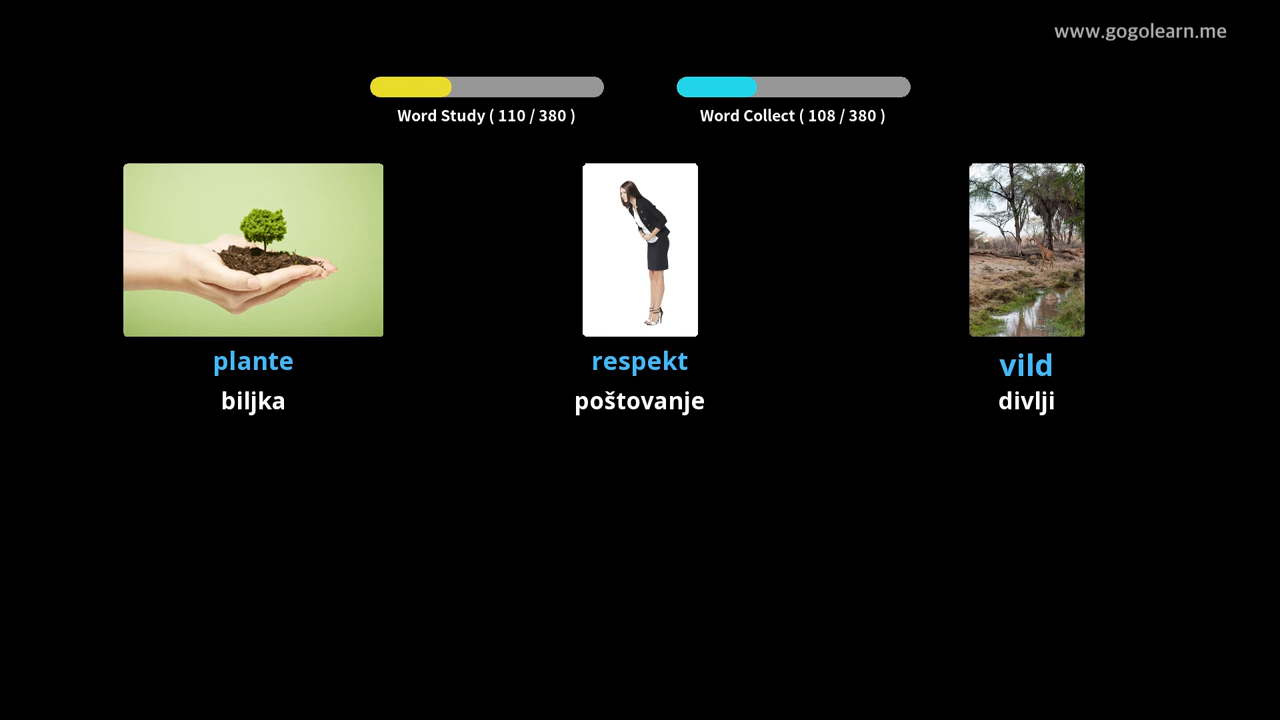 www.gogolearn.me
Word Study ( 110 / 380 )
Word Collect ( 108 / 380 )
plante
respekt
vild
biljka
poštovanje
divlji